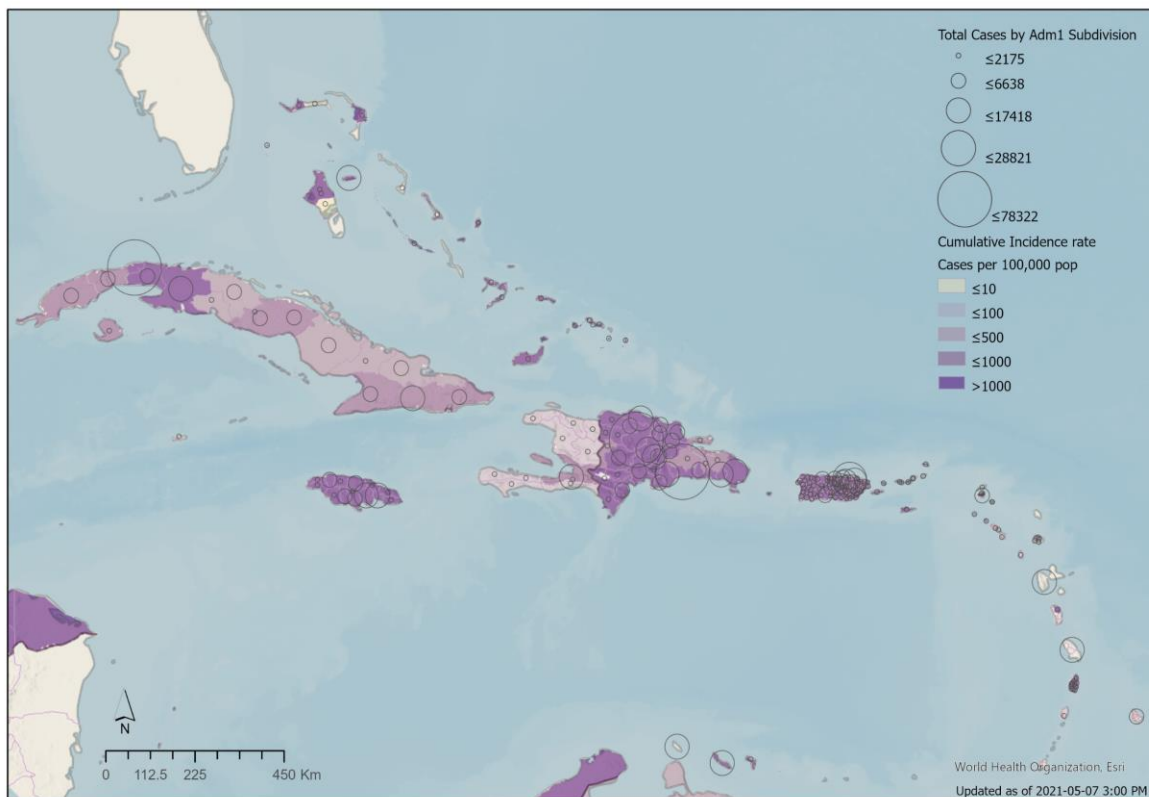 Total Cases by Adm1 Subdivision
≤2175
≤6638
≤17418
≤28821
≤78322
Cumulative Incidence rate
Cases per 100,000 pop
≤10
≤100
≤500
≤1000
>1000
N
0 112.5 225 450 Km
World Health Organization, Esri
Updated as of 2021-05-07 3:00 PM